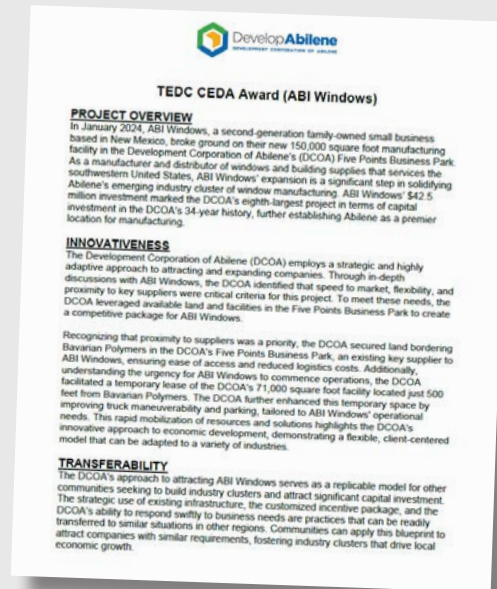 DevelopAbilene
DEVELOPMENT CORPORATION OF ABILENE
TEDC CEDA Award (ABI Windows)
PROJECT OVERVIEW
In January 2024, ABI Windows, a second-generation family-owned small business
based in New Mexico, broke ground on their new 150,000 square foot manufacturing
facility in the Development Corporation of Abilene's (DCOA) Five Points Business Park.
As a manufacturer and distributor of windows and building supplies that services the
southwestern United States, ABI Windows' expansion is a significant step in solidifying
Abilene's emerging industry cluster of window manufacturing. ABI Windows' $42.5
million investment marked the DCOA's eighth-largest project in terms of capital
investment in the DCOA's 34-year history, further establishing Abilene as a premier
location for manufacturing.
INNOVATIVENESS
The Development Corporation of Abilene (DCOA) employs a strategic and highly
adaptive approach to attracting and expanding companies. Through in-depth
discussions with ABI Windows, the DCOA identified that speed to market, flexibility, and
proximity to key suppliers were critical criteria for this project. To meet these needs, the
DCOA leveraged available land and facilities in the Five Points Business Park to create
a competitive package for ABI Windows.
Recognizing that proximity to suppliers was a priority, the DCOA secured land bordering
Bavarian Polymers in the DCOA's Five Points Business Park, an existing key supplier to
ABI Windows, ensuring ease of access and reduced logistics costs. Additionally,
understanding the urgency for ABI Windows to commence operations, the DCOA
facilitated a temporary lease of the DCOA's 71,000 square foot facility located just 500
feet from Bavarian Polymers. The DCOA further enhanced this temporary space by
improving truck maneuverability and parking, tailored to ABI Windows' operational
needs. This rapid mobilization of resources and solutions highlights the DCOA's
innovative approach to economic development, demonstrating a flexible, client-centered
model that can be adapted to a variety of industries.
TRANSFERABILITY
The DCOA's approach to attracting ABI Windows serves as a replicable model for other
communities seeking to build industry clusters and attract significant capital investment.
The strategic use of existing infrastructure, the customized incentive package, and the
DCOA's ability to respond swiftly to business needs are practices that can be readily
transferred to similar situations in other regions. Communities can apply this blueprint to
attract companies with similar requirements, fostering industry clusters that drive local
economic growth.